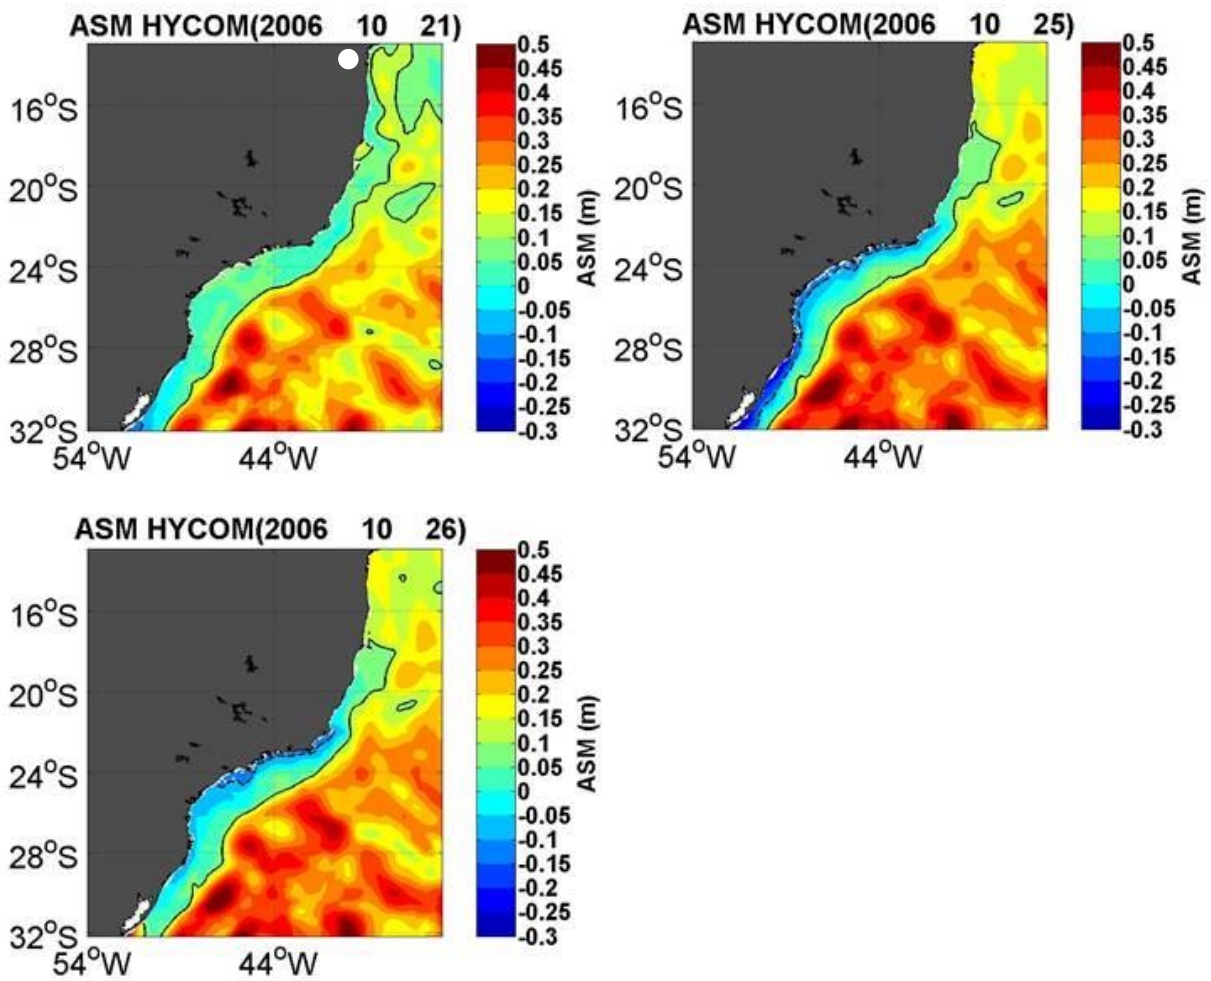 ASM HYCOM(2006 10 21)
16°S
20°S
24°S
28°S
32°S
54°W 44°W
0.5
0.45
0.4
0.35
0.3
0.25
0.2
0.15
0.1
0.05
0
-0.05
-0.1
-0.15
-0.2
-0.25
-0.3
ASM (m)
ASM HYCOM(2006 10 25)
16°S
20°S
24°S
28°S
32°S
54°W 44°W
0.5
0.45
0.4
0.35
0.3
0.25
0.2
0.15
0.1
0.05
0
-0.05
-0.1
-0.15
-0.2
-0.25
-0.3
ASM (m)
ASM HYCOM(2006 10 26)
16°S
20°S
24°S
28°S
32°S
54°W 44°W
0.5
0.45
0.4
0.35
0.3
0.25
0.2
0.15
0.1
0.05
0
-0.05
-0.1
-0.15
-0.2
-0.25
-0.3
ASM (m)